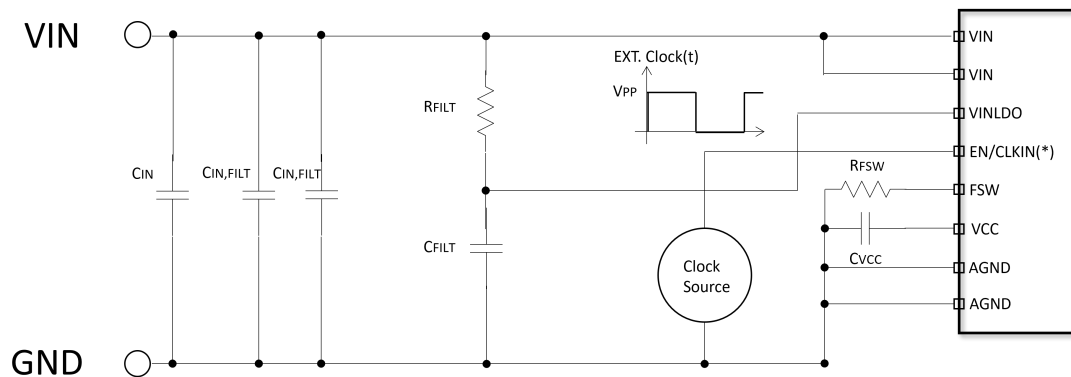 VIN
CIN
CIN,FILT
CIN,FILT
RFILT
CFILT
EXT. Clock(t)
VPP
Clock
Source
RFSW
CVCC
VIN
VIN
VINLDO
EN/CLKIN(*)
FSW
VCC
AGND
AGND
GND